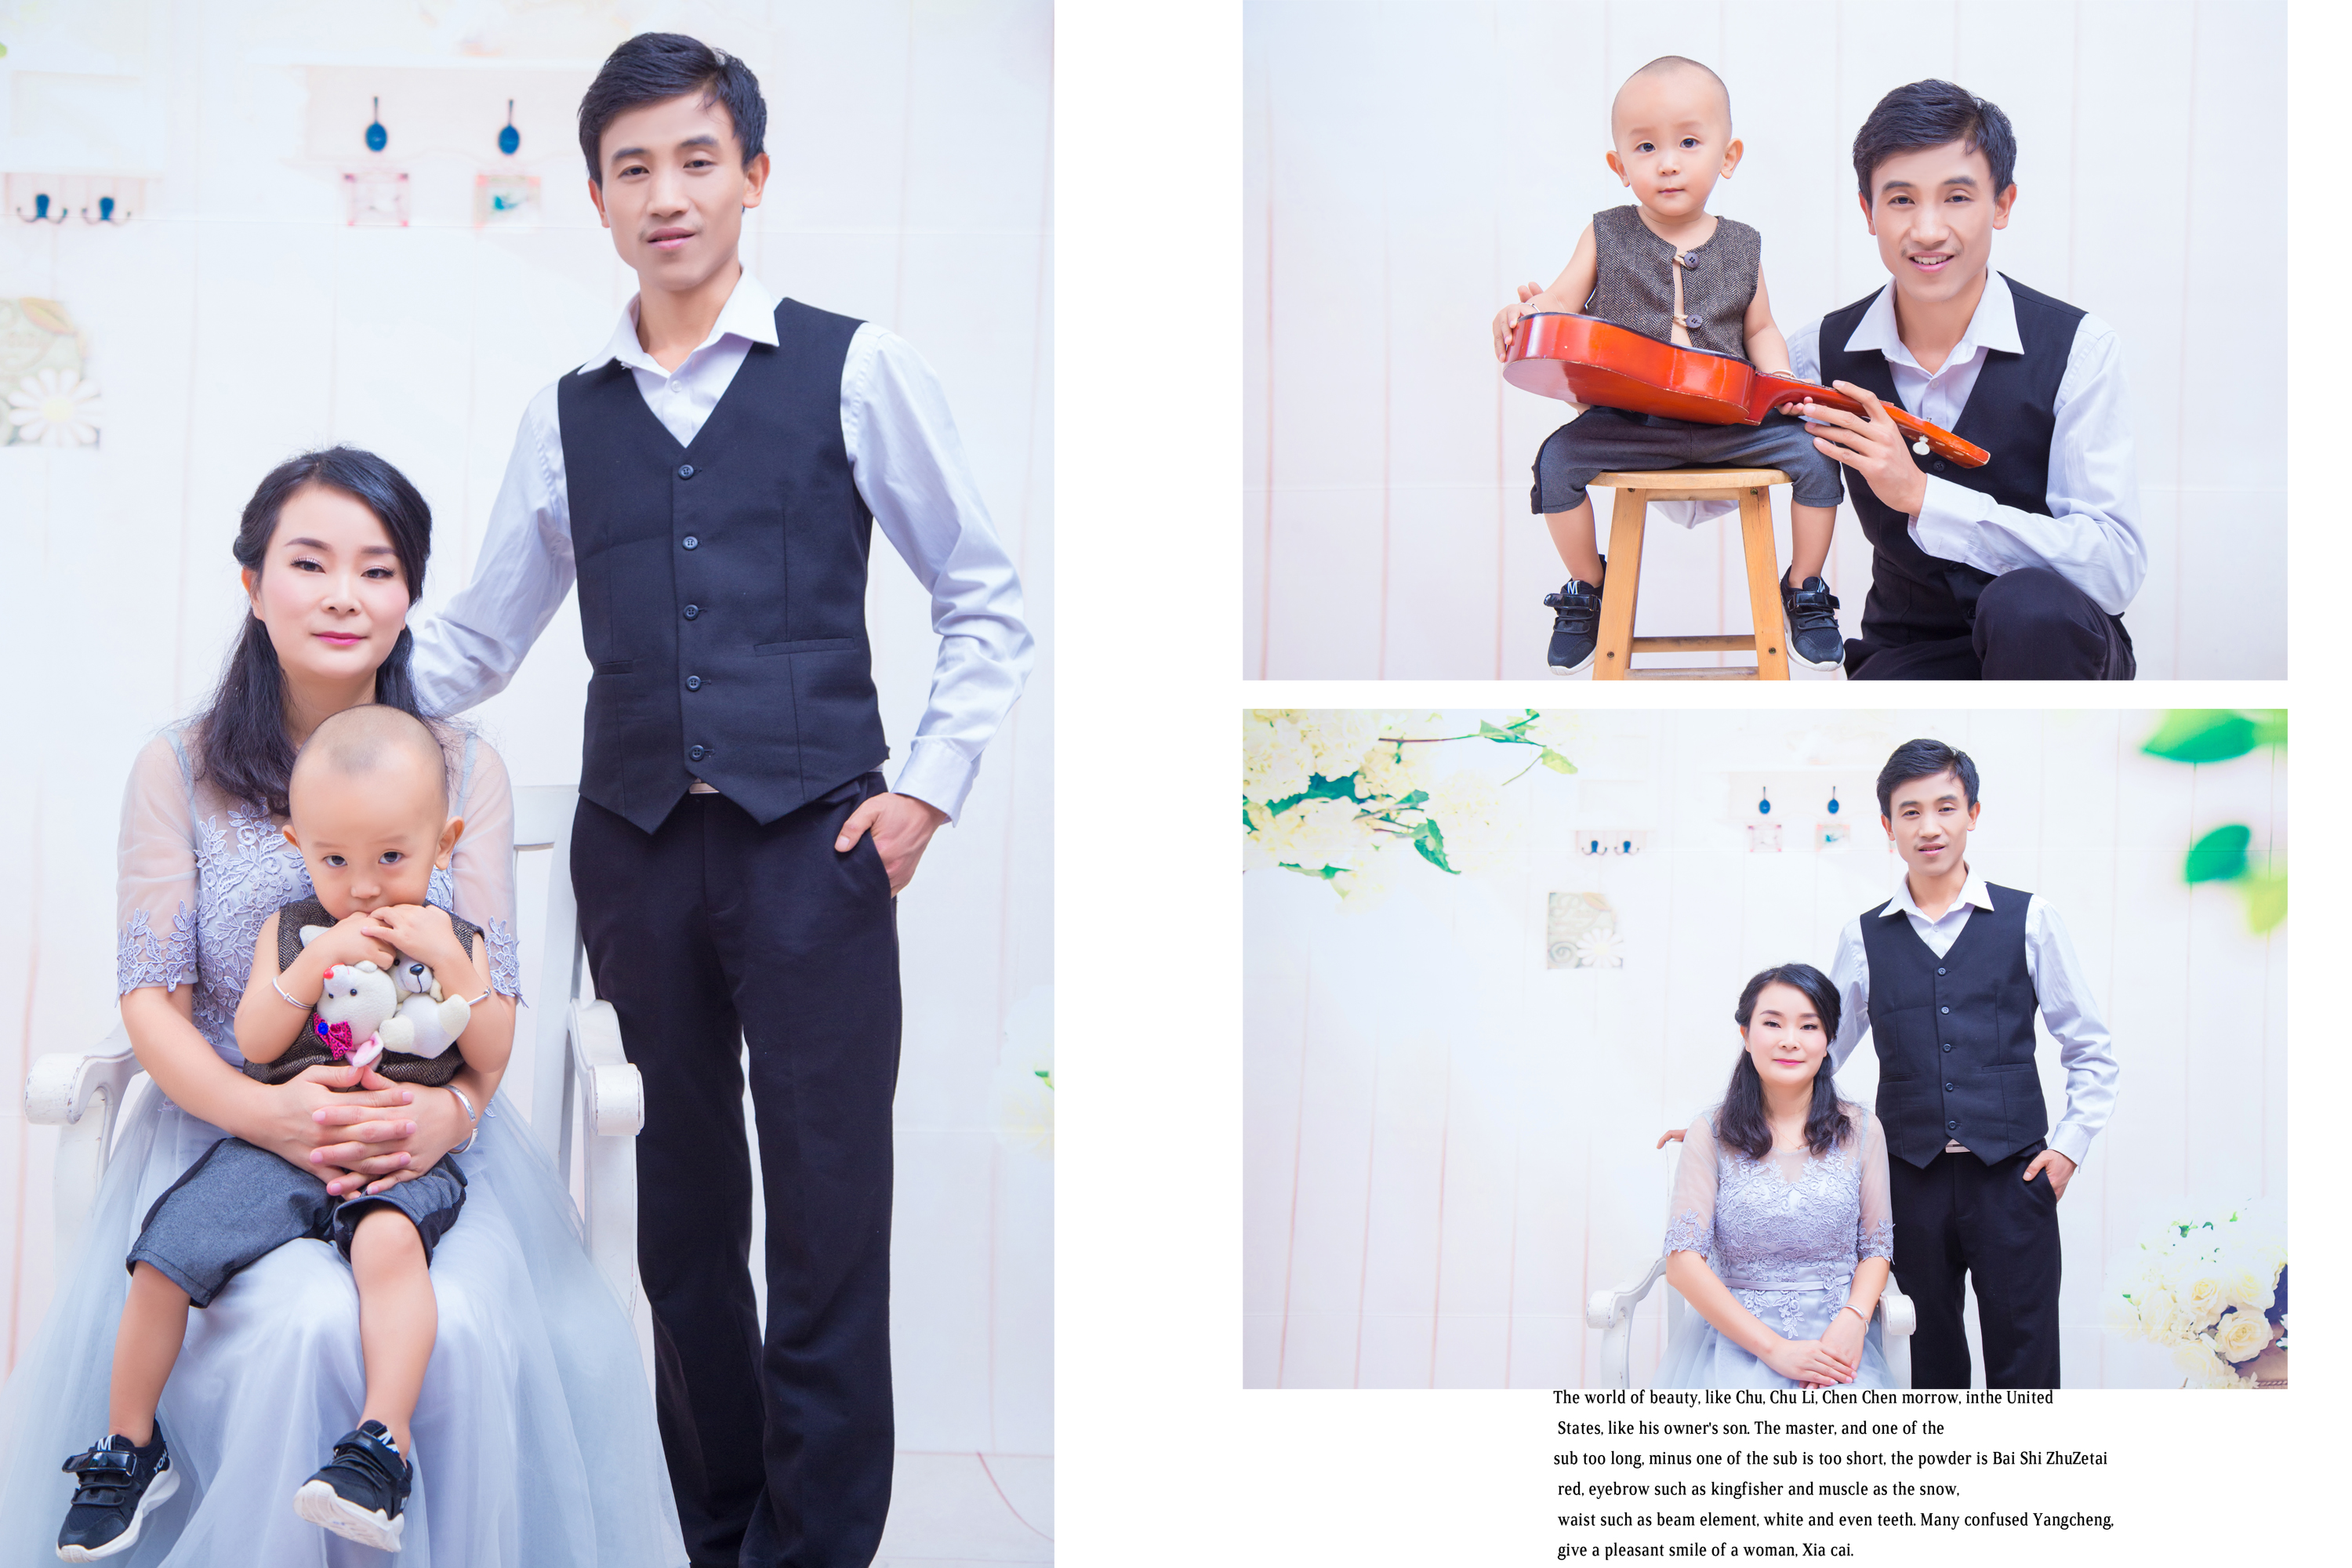 The world of beauty, like Chu, Chu Li, Chen Chen morrow, inthe United
States, like his owner's son. The master, and one of the
sub too long, minus one of the sub is too short, the powder is Bai Shi ZhuZetai
red, eyebrow such as kingfisher and muscle as the snow,
waist such as beam element, white and even teeth. Many confused Yangcheng,
give a pleasant smile of a woman, Xia cai.